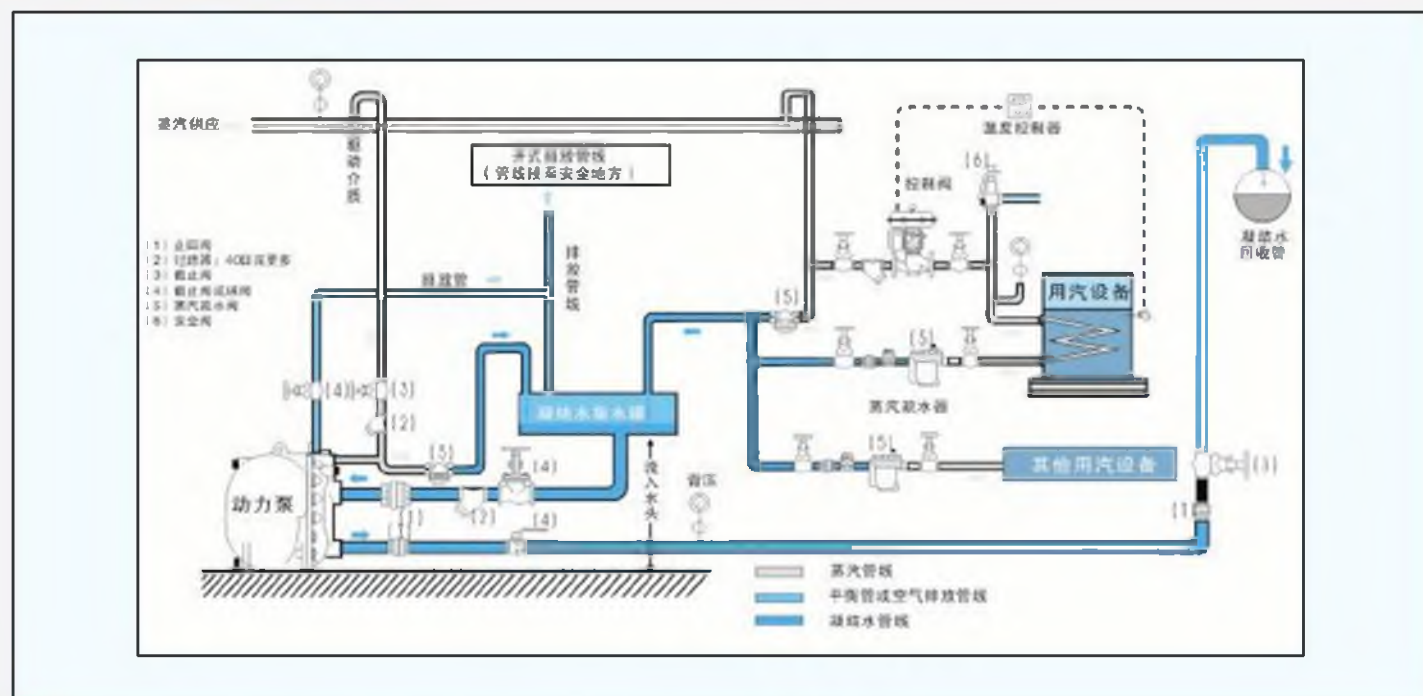 蒸汽供应
驱动介质
开式排放管线
(管线段至安全地方)
温度控制器
(6)
控制阀
凝结水
回收管
(1) 止回阀
(2) 过滤器：40目或更多
(3) 截止阀
(4) 截止阀或球阀
(5) 蒸汽疏水阀
(6) 安全阀
排放管
排放管线
(5)
用汽设备
(5)
(4)
(3)
(2)
凝结水集水罐
蒸汽疏水器
(5)
(4)
(5)
其他用汽设备
动力泵
(1)
(2)
(4)
没入水头
背压
(1
蒸汽管线
平衡管或空气排放管线
凝结水管线